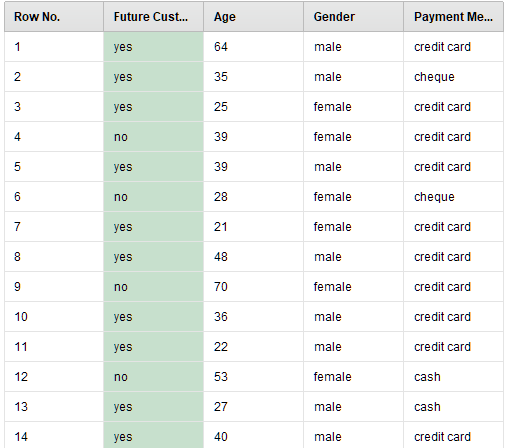 Row No. Future Cust... Age Gender Payment Me...
1 yes 64 male credit card
2 yes 35 male cheque
3 yes 25 female credit card
4 no 39 female credit card
5 yes 39 male credit card
6 no 28 female cheque
7 yes 21 female credit card
8 yes 48 male credit card
9 no 70 female credit card
10 yes 36 male credit card
11 yes 22 male credit card
12 no 53 female cash
13 yes 27 male cash
14 yes 40 male credit card